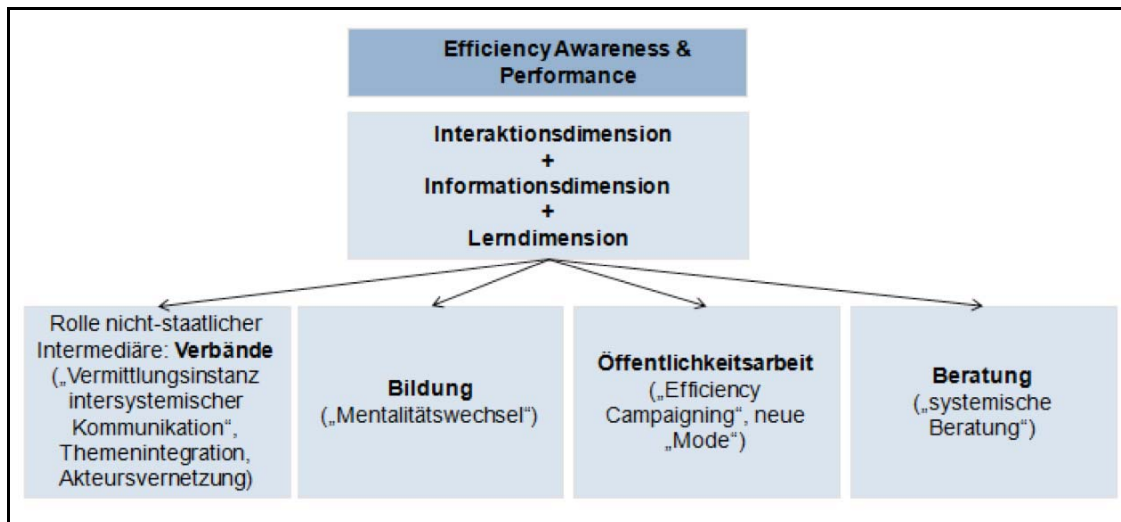 Efficiency Awareness &
Performance
Interaktionsdimension
+
Informationsdimension
+
Lerndimension
Rolle nicht-staatlicher
Intermediäre: Verbände
(„Vermittlungsinstanz
intersystemischer
Kommunikation“,
Themenintegration,
Akteursvernetzung)
Bildung
(„Mentalitätswechsel“)
Öffentlichkeitsarbeit
(„Efficiency
Campaigning“, neue
„Mode“)
Beratung
(„systemische
Beratung“)